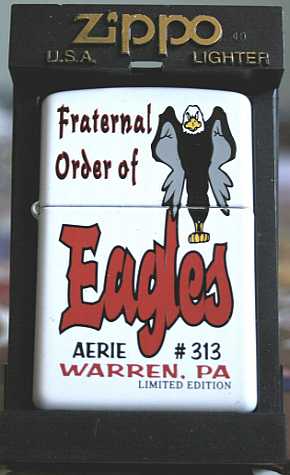 zippo
U.S.A. LIGHTER
Fraternal
Order of
Eagles
AERIE #313
WARREN, PA
LIMITED EDITION